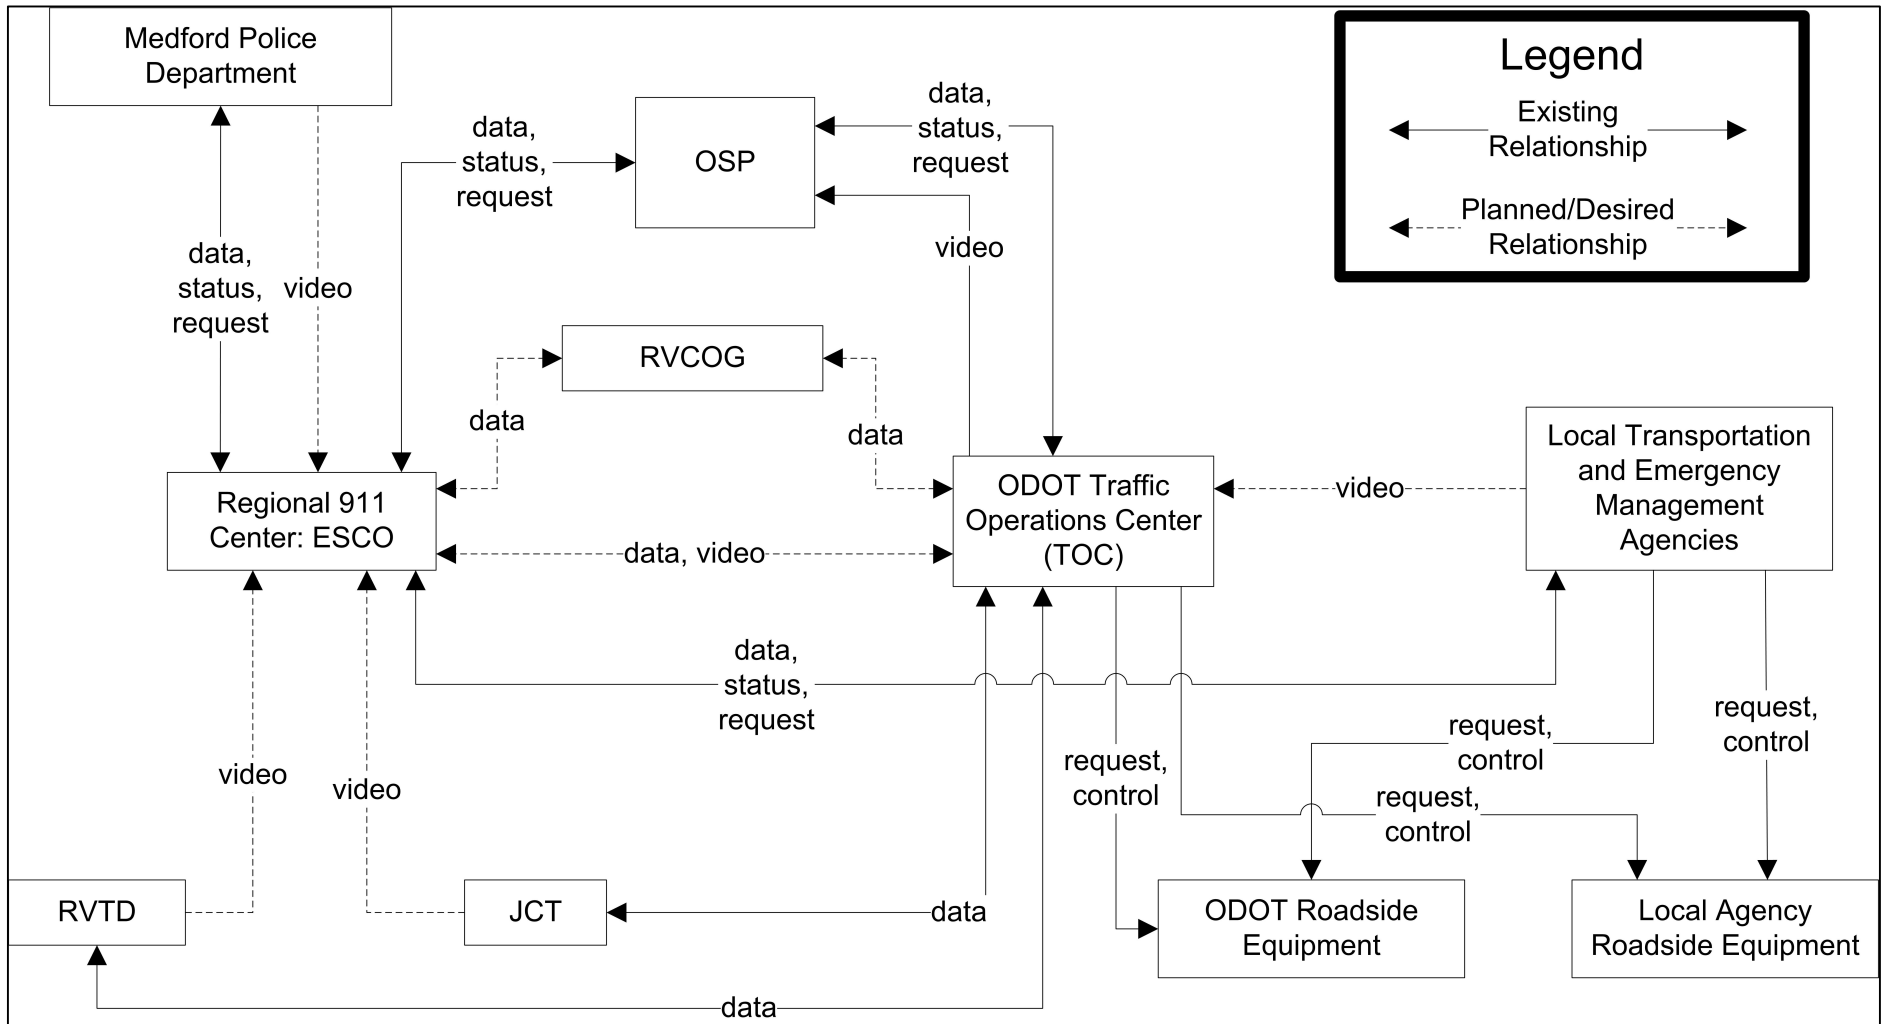 Medford Police
Department
Legend
Existing
Relationship
Planned/Desired
Relationship
data,
status,
request
OSP
data,
status,
request
video
data,
status,
request
video
RVCOG
data
data
Regional 911
Center: ESCO
ODOT Traffic
Operations Center
(TOC)
video
Local Transportation
and Emergency
Management
Agencies
data, video
data,
status,
request
video
video
request,
control
request,
control
request,
control
request,
control
RVTD
JCT
data
ODOT Roadside
Equipment
Local Agency
Roadside Equipment
data